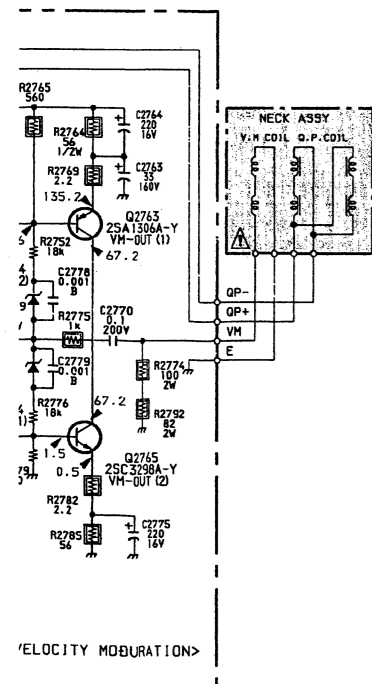 R2765
560
R2764
56
1/2W
C2764
220
16V
R2769
2.2
C2763
33
160V
135.2
Q2763
2SA1306A-Y
VM-OUT (1)
67.2
R2752
18k
C2778
0.001
B
R2775
1k
C2770
0.1
200V
C2779
0.001
B
R2774
100
2W
R2792
82
2W
R2776
18k
67.2
1.5
0.5
Q2765
2SC3298A-Y
VM-OUT (2)
R2782
2.2
R2785
56
C2775
220
16V
NECK ASSY
V.M COIL Q.P.COIL
QP-
QP+
VM
E
VELOCITY MODURATION>